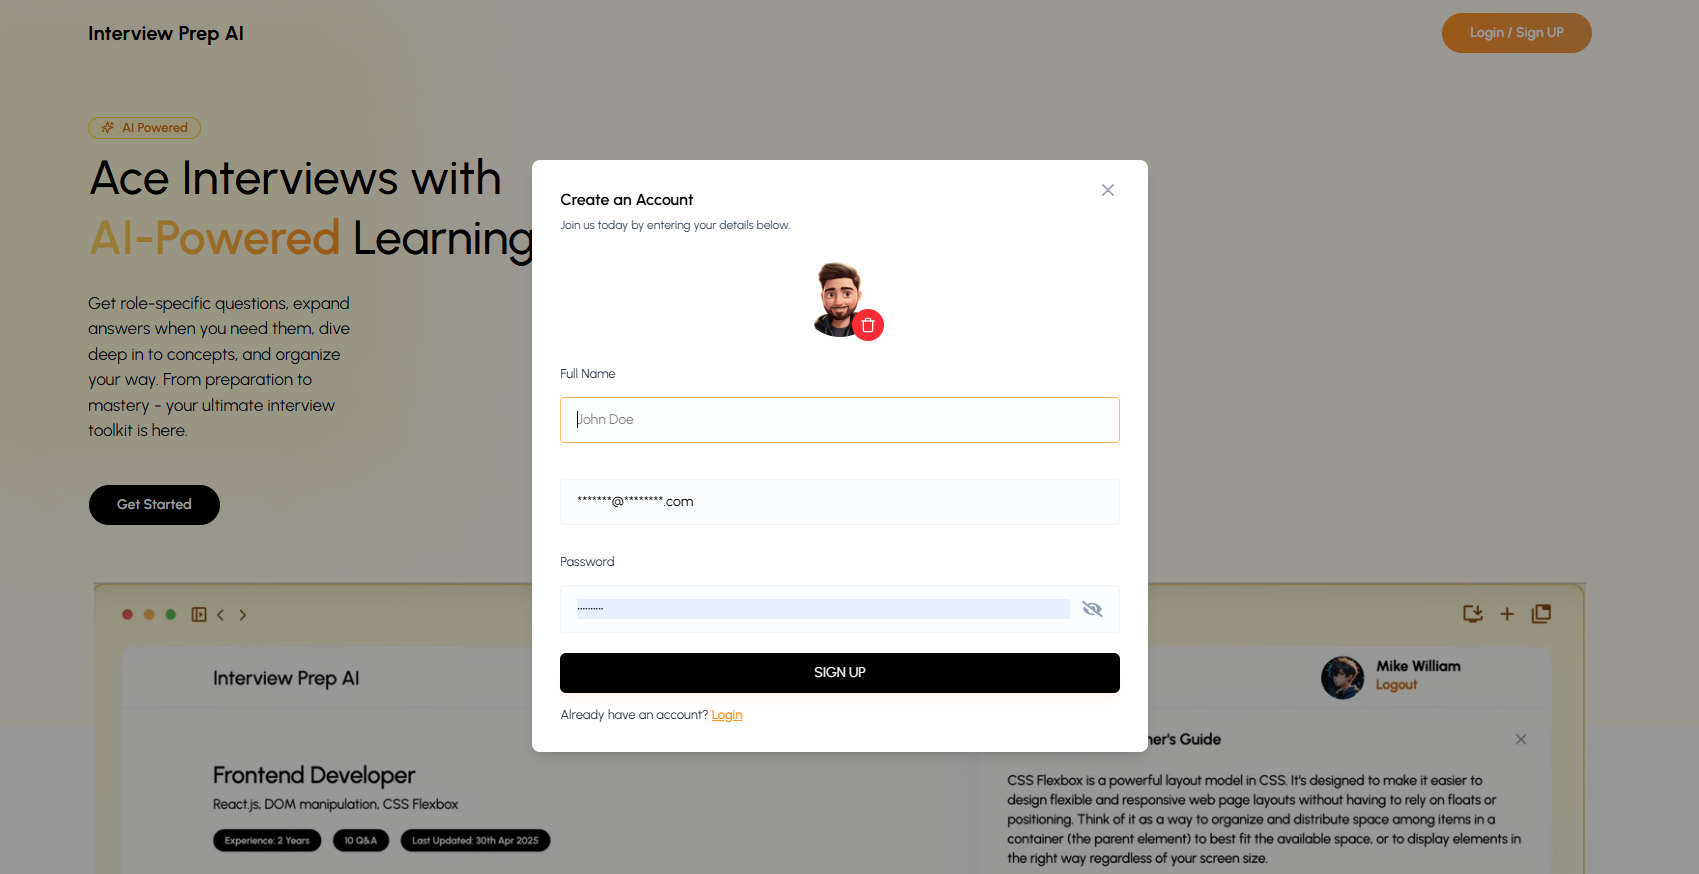 Interview Prep AI
Login / Sign UP
AI Powered
Ace Interviews with
AI-Powered Learning
Get role-specific questions, expand
answers when you need them, dive
deep in to concepts, and organize
your way. From preparation to
mastery - your ultimate interview
toolkit is here.
Get Started
Create an Account
Join us today by entering your details below.
Full Name
John Doe
*******@********.com
Password
··········
SIGN UP
Already have an account? Login
Interview Prep AI
Mike William
Logout
Frontend Developer
React.js, DOM manipulation, CSS Flexbox
Experience: 2 Years
10 Q&A
Last Updated: 30th Apr 2025
ner's Guide
CSS Flexbox is a powerful layout model in CSS. It's designed to make it easier to
design flexible and responsive web page layouts without having to rely on floats or
positioning. Think of it as a way to organize and distribute space among items in a
container (the parent element) to best fit the available space, or to display elements in
the right way regardless of your screen size.